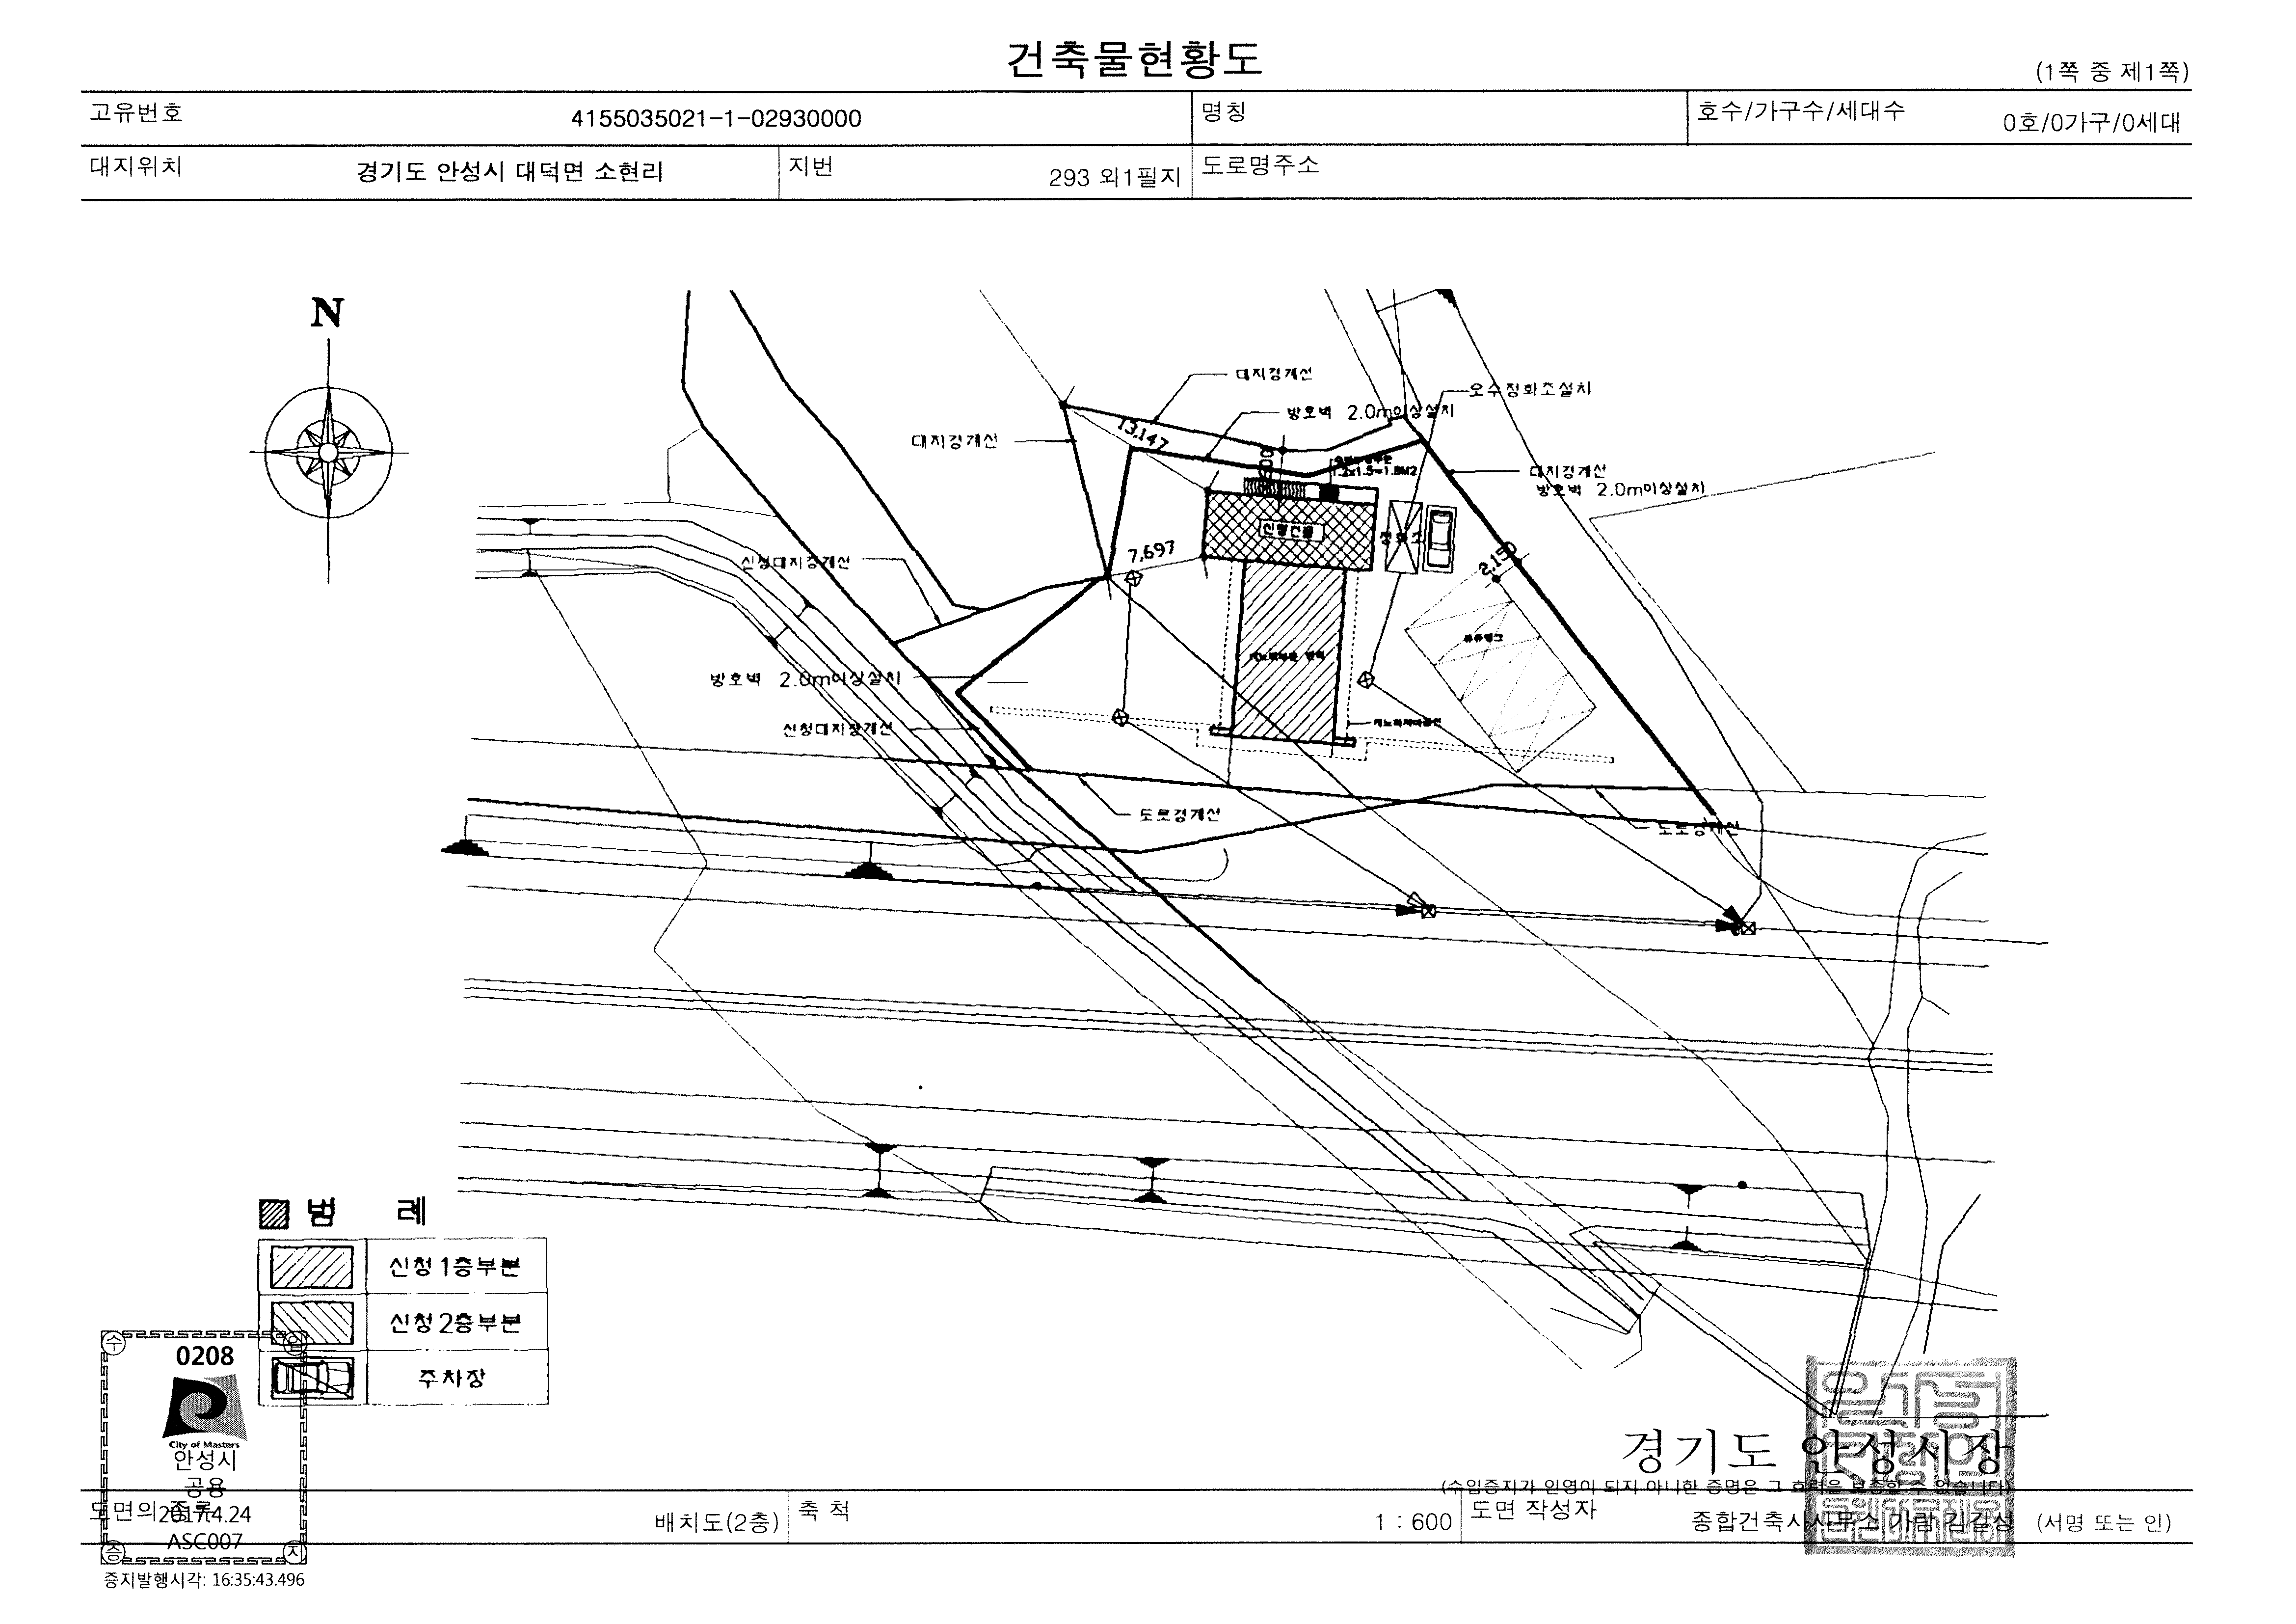 건축물현황도
(1쪽 중 제1쪽)
고유번호 4155035021-1-02930000 명칭 호수/가구수/세대수 0호/0가구/0세대
대지위치 경기도 안성시 대덕면 소현리 지번 293 외1필지 도로명주소
N
대지경계선
오수정화조설치
방호벽 2.0m이상설치
대지경계선
13,147
1.2x1.5=1.8M2
대지경계선
방호벽 2.0m이상설치
신청건물
정화조
7,697
2,150
신청대지경계선
방호벽 2.0m이상설치
신청대지경계선
도로경계선
도로경계선
범 례
신청1층부분
신청2층부분
주차장
수 입
0208
City of Masters
안성시
공용
2017.4.24
ASC007
증 지
경기도 안성시장
(수입증지가 인영이 되지 아니한 증명은 그 효력을 보증할 수 없습니다)
도면의 종류 배치도(2층) 축 척 1 : 600 도면 작성자 종합건축사사무소 가람 김길성 (서명 또는 인)
증지발행시각: 16:35:43.496